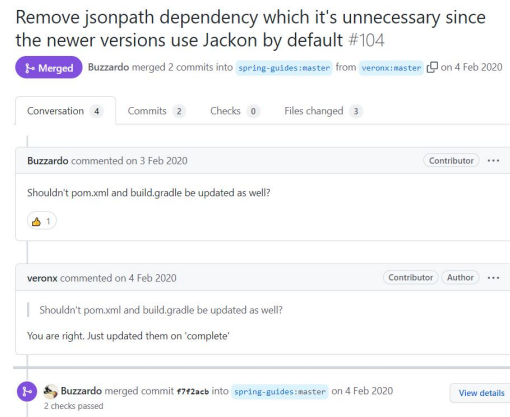 Remove jsonpath dependency which it's unnecessary since
the newer versions use Jackon by default #104
Merged Buzzardo merged 2 commits into spring-guides:master from veronx:master on 4 Feb 2020
Conversation 4 Commits 2 Checks 0 Files changed 3
Buzzardo commented on 3 Feb 2020 Contributor ...
Shouldn't pom.xml and build.gradle be updated as well?
👍 1
veronx commented on 4 Feb 2020 Contributor Author ...
Shouldn't pom.xml and build.gradle be updated as well?
You are right. Just updated them on 'complete'
Buzzardo merged commit f7f2acb into spring-guides:master on 4 Feb 2020 View details
2 checks passed